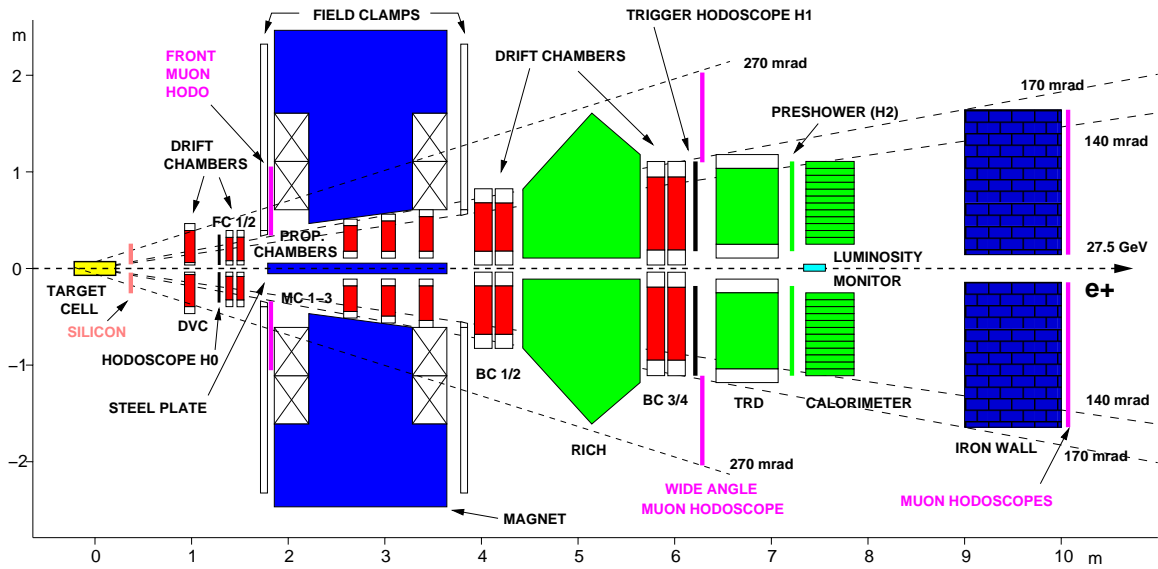 FIELD CLAMPS
TRIGGER HODOSCOPE H1
m
2
1
0
−1
−2
FRONT
MUON
HODO
DRIFT CHAMBERS
270 mrad
170 mrad
PRESHOWER (H2)
140 mrad
DRIFT
CHAMBERS
FC 1/2
PROP.
CHAMBERS
27.5 GeV
LUMINOSITY
MONITOR
e+
TARGET
CELL
SILICON
DVC
MC 1−3
HODOSCOPE H0
STEEL PLATE
BC 1/2
BC 3/4
TRD
CALORIMETER
140 mrad
RICH
IRON WALL
170 mrad
270 mrad
WIDE ANGLE
MUON HODOSCOPE
MUON HODOSCOPES
MAGNET
0 1 2 3 4 5 6 7 8 9 10 m